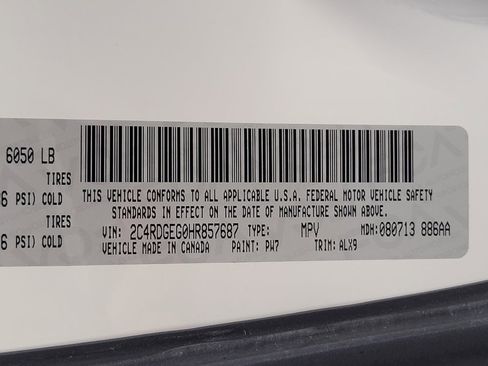 6050 LB
TIRES
6 PSI) COLD
TIRES
6 PSI) COLD
THIS VEHICLE CONFORMS TO ALL APPLICABLE U.S.A. FEDERAL MOTOR VEHICLE SAFETY
STANDARDS IN EFFECT ON THE DATE OF MANUFACTURE SHOWN ABOVE.
VIN: 2C4RDGEG0HR857687 TYPE: MPV MDH: 080713 886AA
VEHICLE MADE IN CANADA PAINT: PW7 TRIM: ALX9